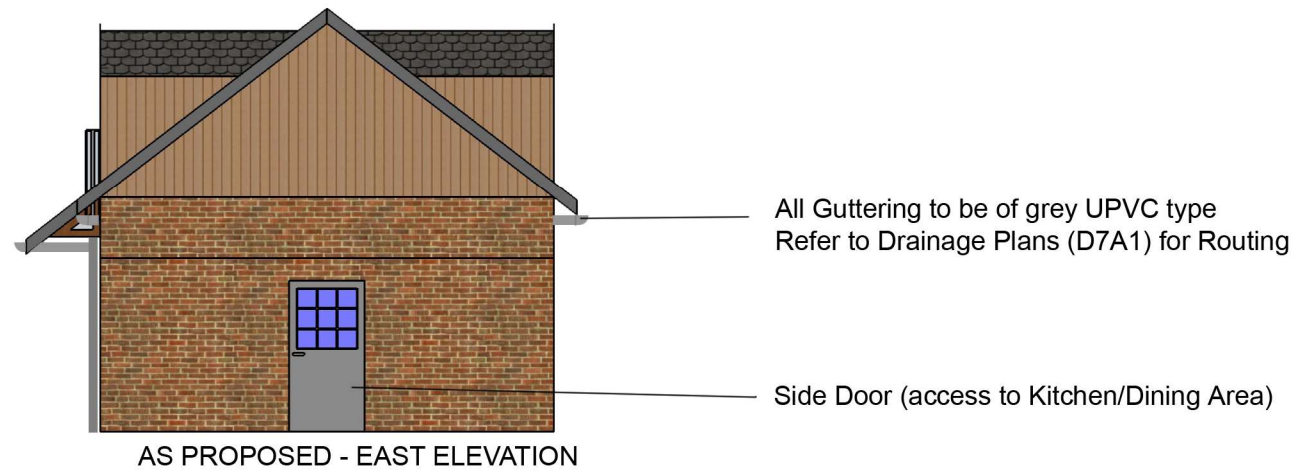 All Guttering to be of grey UPVC type
Refer to Drainage Plans (D7A1) for Routing
Side Door (access to Kitchen/Dining Area)
AS PROPOSED - EAST ELEVATION